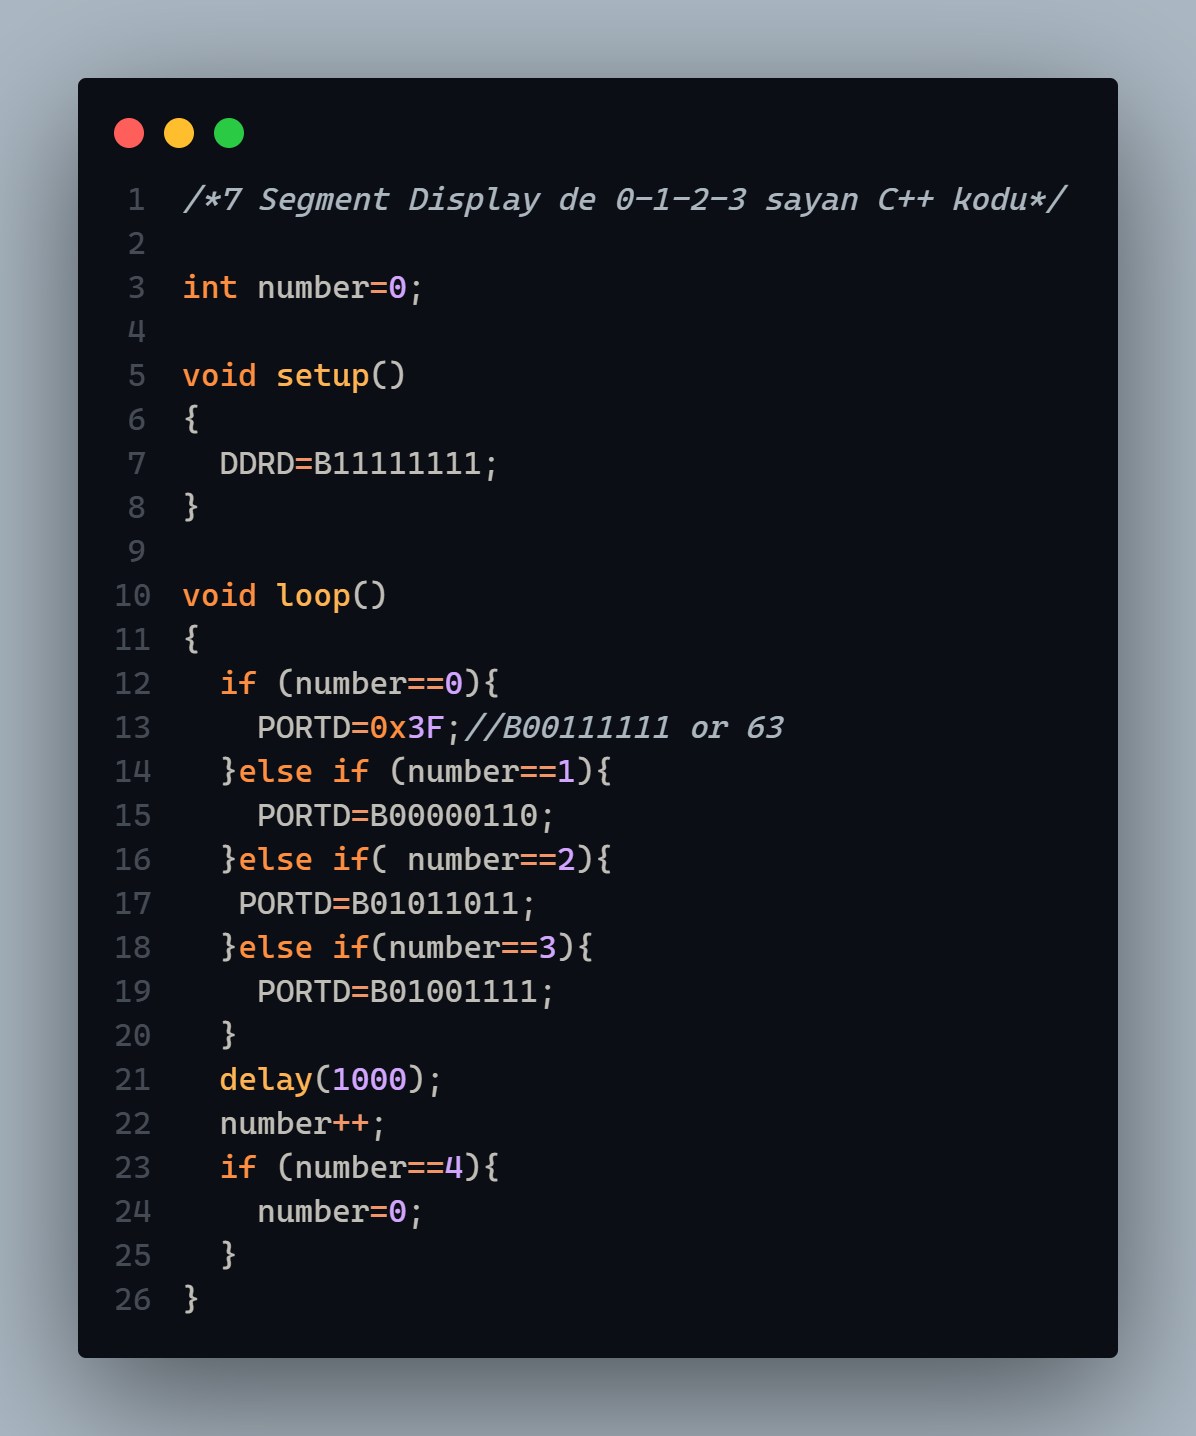 1 /*7 Segment Display de 0-1-2-3 sayan C++ kodu*/
2
3 int number=0;
4
5 void setup()
6 {
7   DDRD=B11111111;
8 }
9
10 void loop()
11 {
12   if (number==0){
13     PORTD=0x3F;//B00111111 or 63
14   }else if (number==1){
15     PORTD=B00000110;
16   }else if( number==2){
17    PORTD=B01011011;
18   }else if(number==3){
19     PORTD=B01001111;
20   }
21   delay(1000);
22   number++;
23   if (number==4){
24     number=0;
25   }
26 }